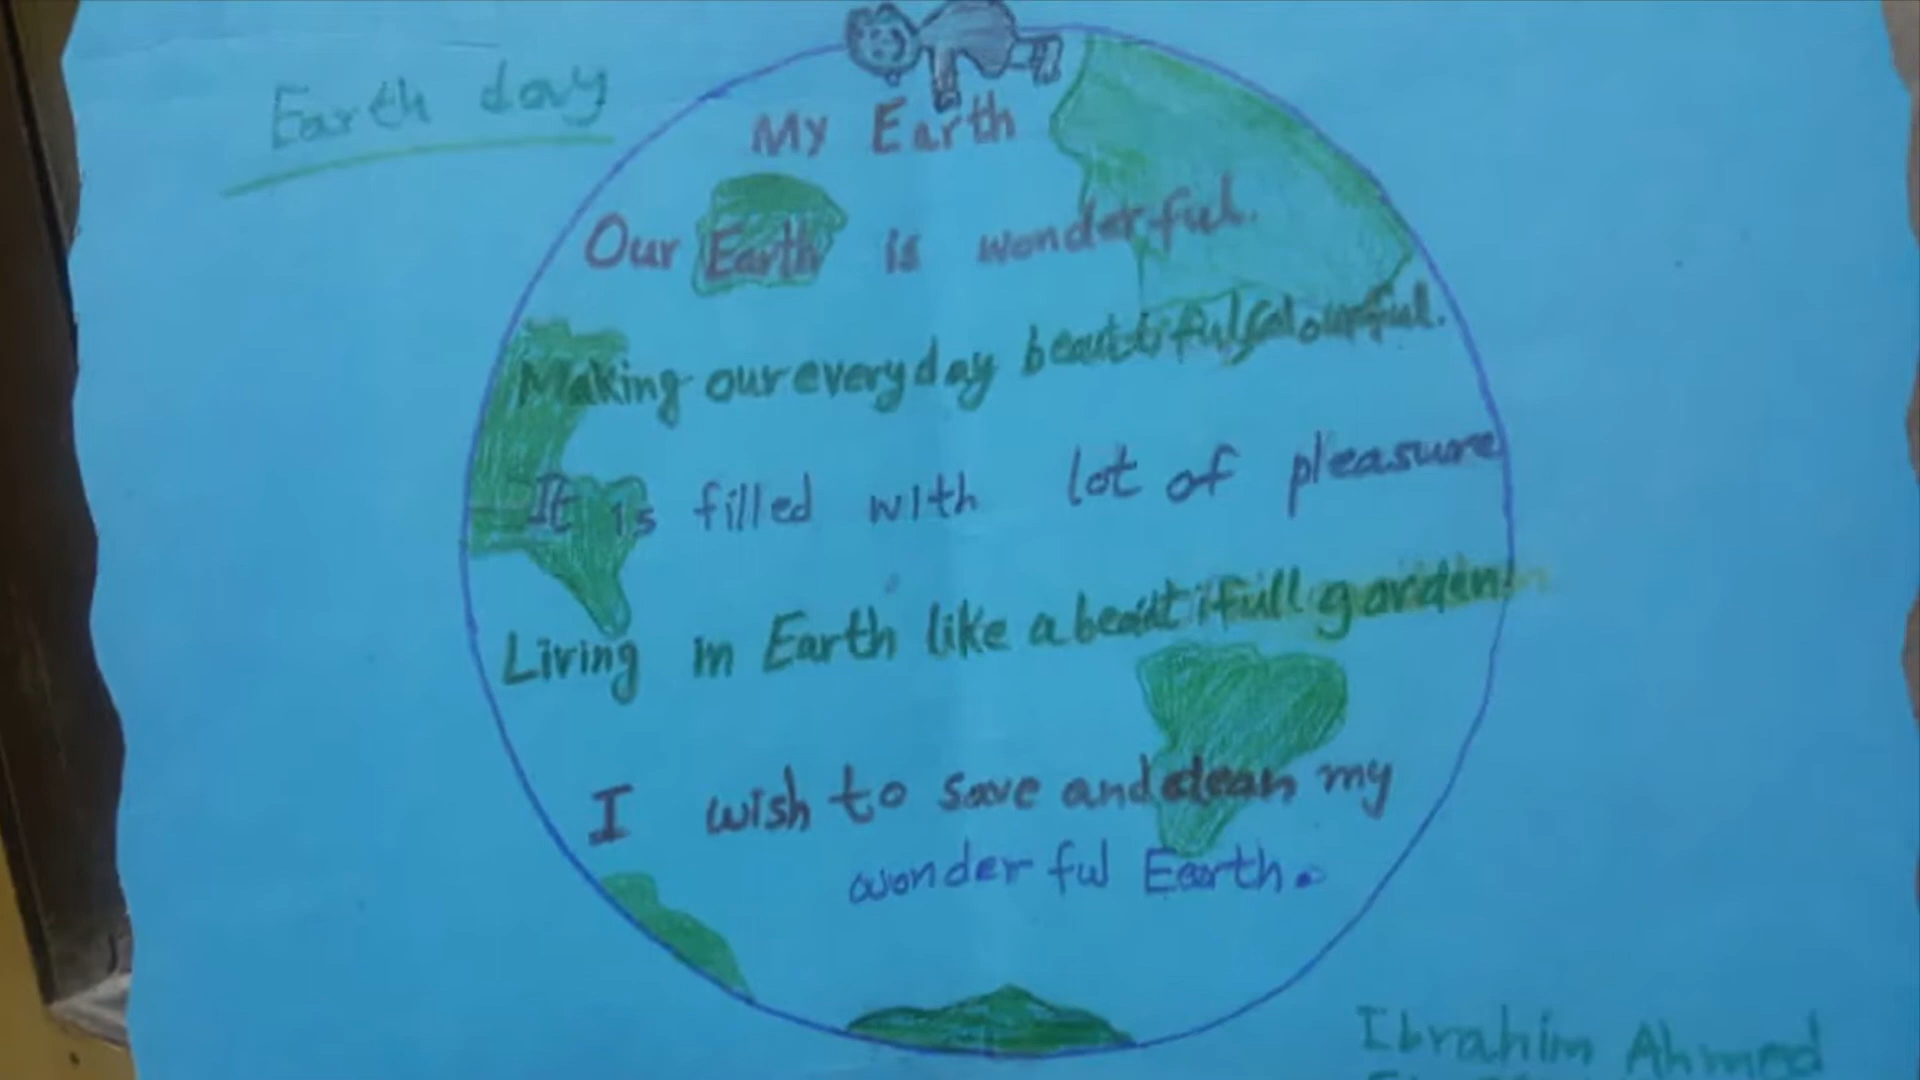 Earth day
My Earth
Our Earth is wonderful.
Making our everyday beautiful colourful.
It is filled with lot of pleasure
Living in Earth like a beautifull garden.
I wish to save and clean my
wonderful Earth.
Ibrahim Ahmed